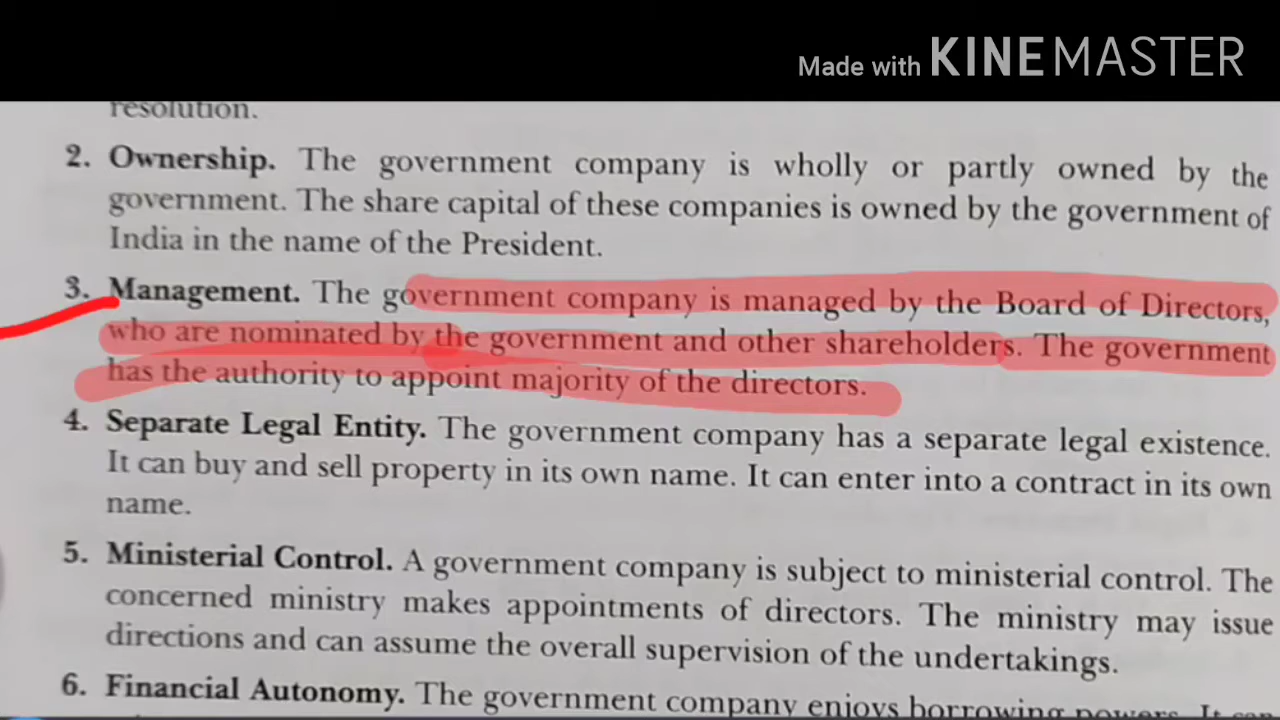 Made with KINEMASTER
resolution.
2. Ownership. The government company is wholly or partly owned by the
government. The share capital of these companies is owned by the government of
India in the name of the President.
3. Management. The government company is managed by the Board of Directors,
who are nominated by the government and other shareholders. The government
has the authority to appoint majority of the directors.
4. Separate Legal Entity. The government company has a separate legal existence.
It can buy and sell property in its own name. It can enter into a contract in its own
name.
5. Ministerial Control. A government company is subject to ministerial control. The
concerned ministry makes appointments of directors. The ministry may issue
directions and can assume the overall supervision of the undertakings.
6. Financial Autonomy. The government company enjoys borrowing powers. It can